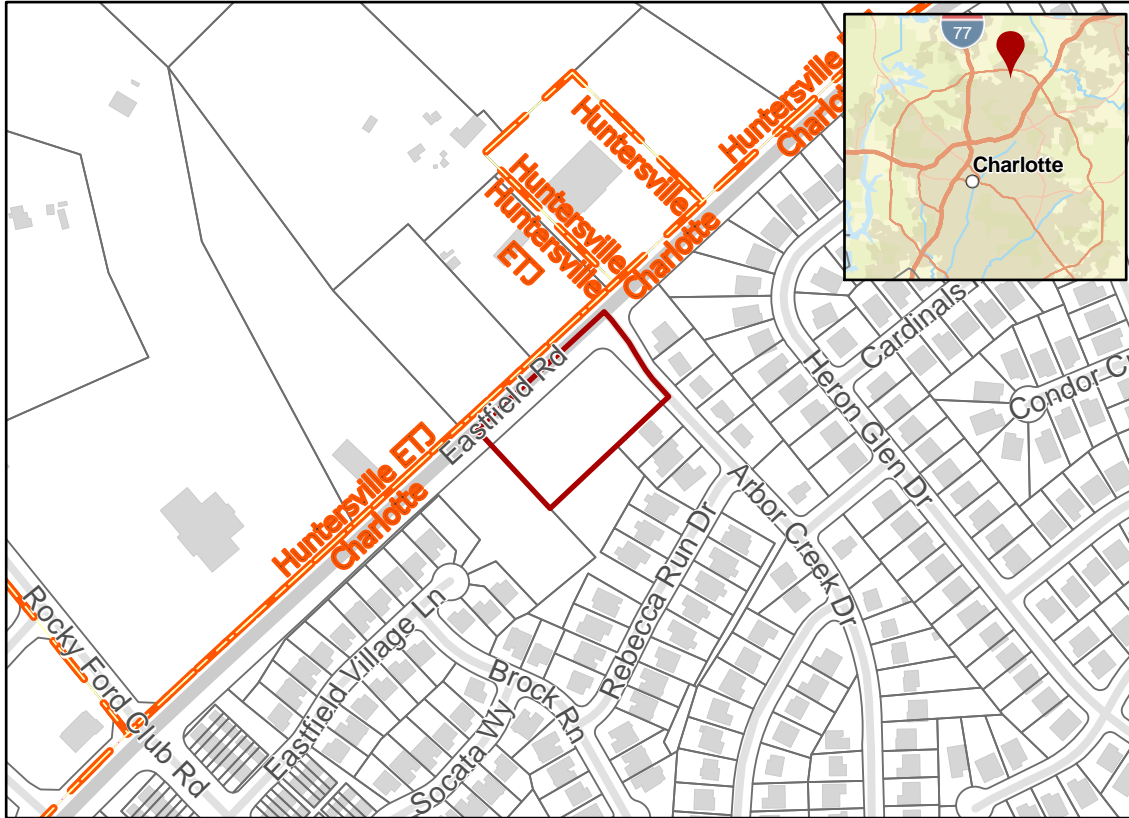 77
Charlotte
Huntersville
Charlotte
Huntersville
Huntersville
Huntersville
ETJ
Charlotte
Eastfield Rd
Huntersville ETJ
Charlotte
Heron Glen Dr
Cardinals
Condor
Arbor Creek Dr
Rebecca Run Dr
Rocky Ford Club Rd
Eastfield Village Ln
Brock Rn
Socata Wy